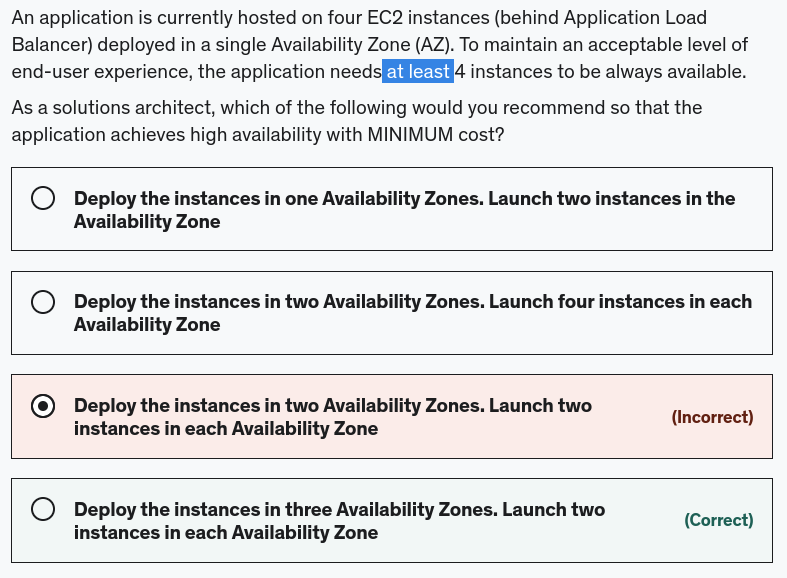 An application is currently hosted on four EC2 instances (behind Application Load
Balancer) deployed in a single Availability Zone (AZ). To maintain an acceptable level of
end-user experience, the application needs at least 4 instances to be always available.
As a solutions architect, which of the following would you recommend so that the
application achieves high availability with MINIMUM cost?
Deploy the instances in one Availability Zones. Launch two instances in the
Availability Zone
Deploy the instances in two Availability Zones. Launch four instances in each
Availability Zone
Deploy the instances in two Availability Zones. Launch two
instances in each Availability Zone
(Incorrect)
Deploy the instances in three Availability Zones. Launch two
instances in each Availability Zone
(Correct)